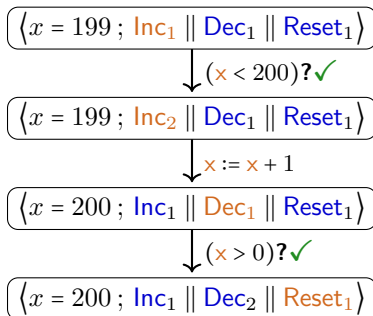 ⟨x = 199 ; Inc₁ || Dec₁ || Reset₁⟩
(x < 200)?✓
⟨x = 199 ; Inc₂ || Dec₁ || Reset₁⟩
x := x + 1
⟨x = 200 ; Inc₁ || Dec₁ || Reset₁⟩
(x > 0)?✓
⟨x = 200 ; Inc₁ || Dec₂ || Reset₁⟩